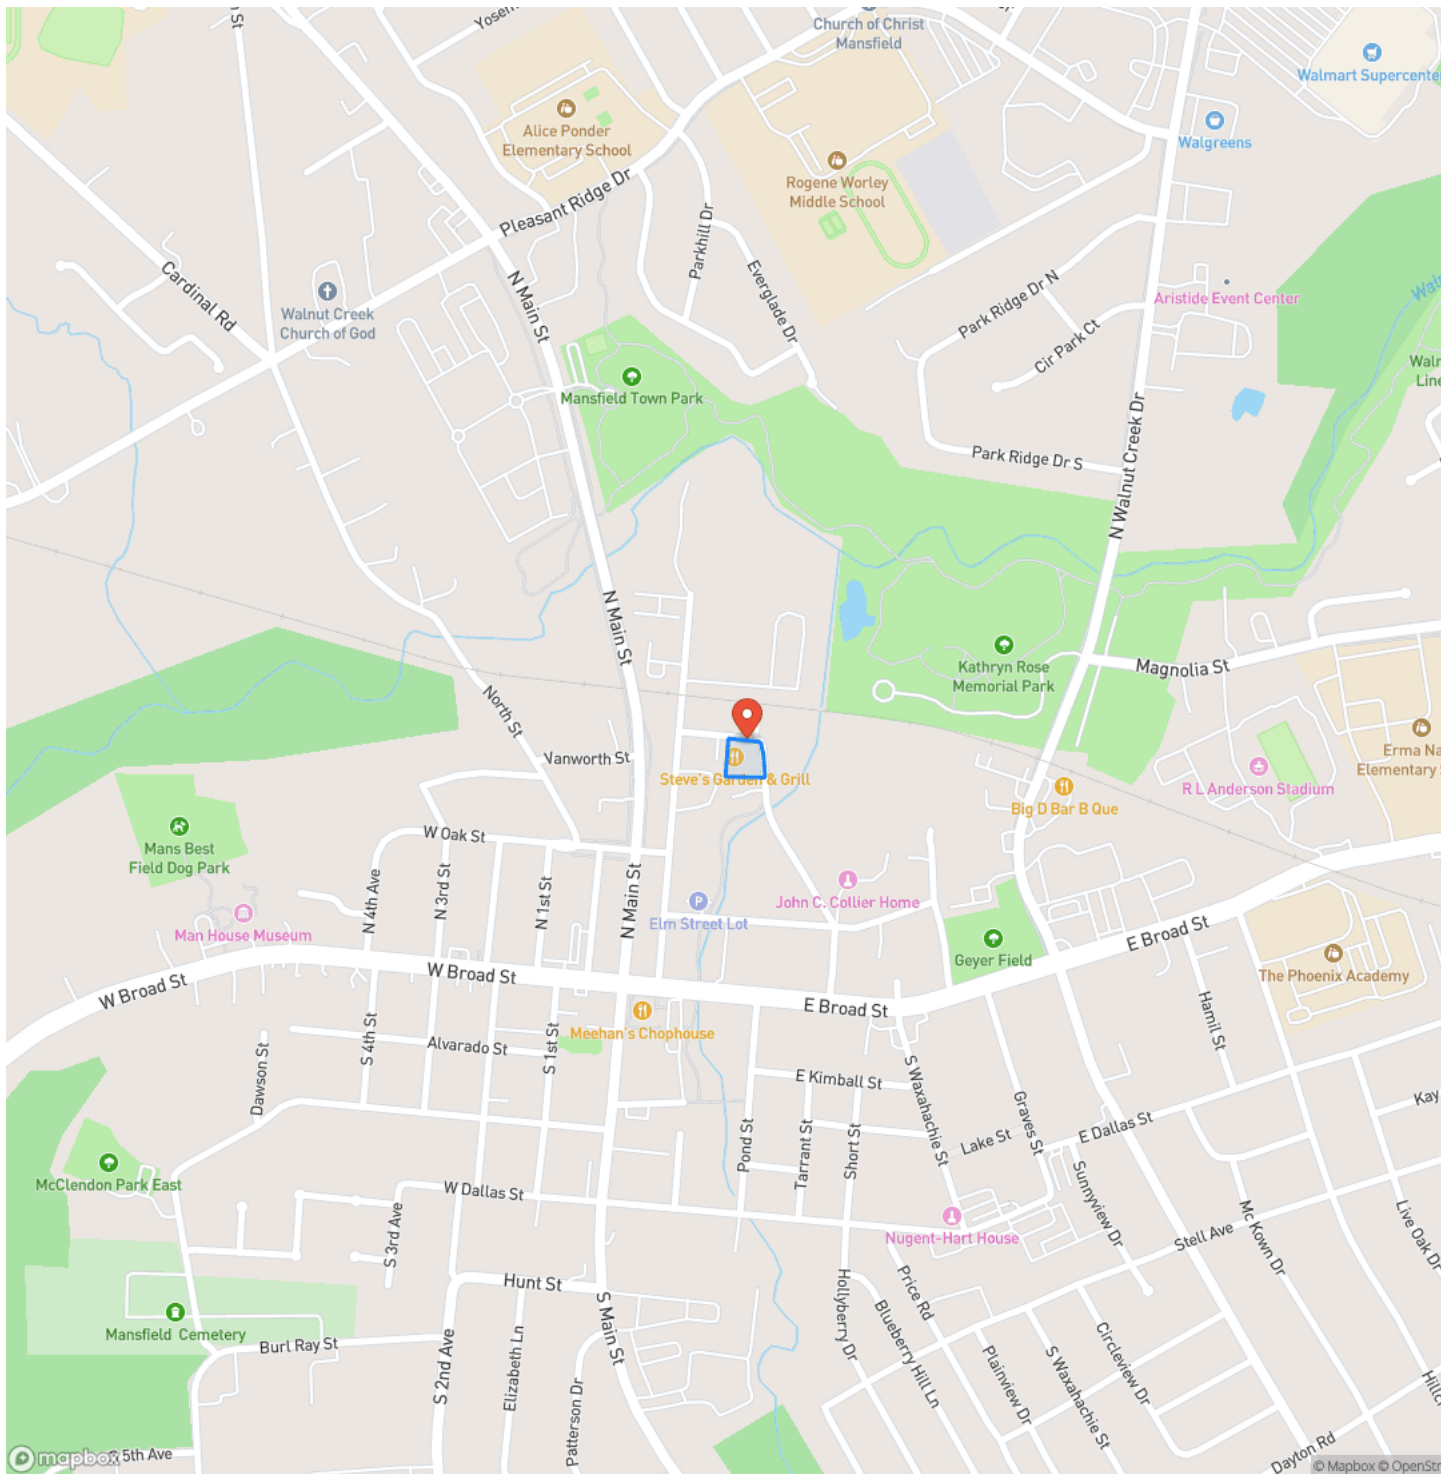 Yosem
Church of Christ
Mansfield
Walmart Supercente
Alice Ponder
Elementary School
Walgreens
Rogene Worley
Middle School
Pleasant Ridge Dr
Parkhill Dr
Everglade Dr
Cardinal Rd
Walnut Creek
Church of God
N Main St
Park Ridge Dr N
Cir Park Ct
Aristide Event Center
Waln
Line
Mansfield Town Park
N Walnut Creek Dr
Park Ridge Dr S
N Main St
Kathryn Rose
Memorial Park
Magnolia St
North St
Vanworth St
Steve's Garden & Grill
Erma Na
Elementary
R L Anderson Stadium
Big D Bar B Que
Mans Best
Field Dog Park
W Oak St
N 4th Ave
N 3rd St
N 1st St
N Main St
John C. Collier Home
P
Elm Street Lot
Man House Museum
E Broad St
Geyer Field
The Phoenix Academy
W Broad St
W Broad St
E Broad St
Meehan's Chophouse
Hamil St
Dawson St
S 4th St
Alvarado St
S 1st St
E Kimball St
S Waxahachie St
Graves St
Kay
Lake St
E Dallas St
Pond St
Tarrant St
Short St
McClendon Park East
W Dallas St
Sunnyview Dr
S 3rd Ave
Nugent-Hart House
Stell Ave
Mc Kown Dr
Live Oak Dr
Hunt St
Hollyberry Dr
Price Rd
Blueberry Hill Ln
Mansfield Cemetery
Burl Ray St
S 2nd Ave
Elizabeth Ln
S Main St
Patterson Dr
Plainview Dr
S Waxahachie St
Circleview Dr
Hillc
Dayton Rd
mapbox
S 5th Ave
© Mapbox © OpenStr